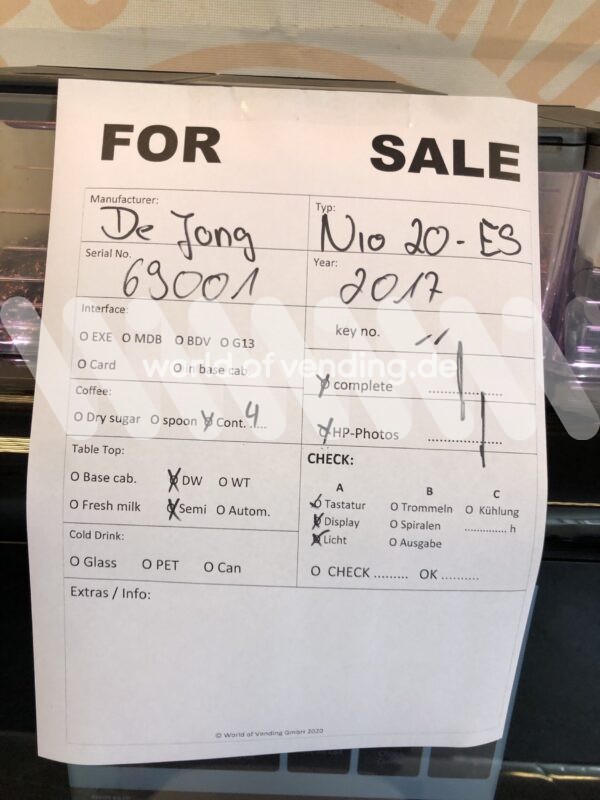 FOR SALE
Manufacturer: De Jong
Typ: Nio 20-ES
Serial No. 69001
Year: 2017
Interface:
O EXE O MDB O BDV O G13
O Card O in base cab
key no. 
world of vending.de
complete ..................
Coffee:
O Dry sugar O spoon Cont. 4
HP-Photos ..................
Table Top:
O Base cab. DW O WT
O Fresh milk Semi O Autom.
CHECK:
A B C
Tastatur O Trommeln O Kühlung
Display O Spiralen ............. h
Licht O Ausgabe
Cold Drink:
O Glass O PET O Can
O CHECK ......... OK ..........
Extras / Info:
© World of Vending GmbH 2020